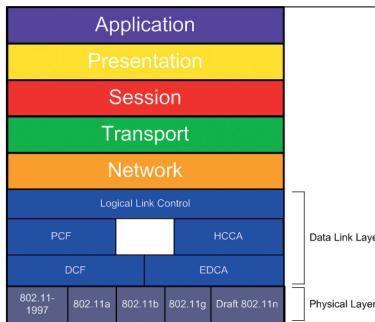 Application
Presentation
Session
Transport
Network
Logical Link Control
PCF
HCCA
Data Link Laye
DCF
EDCA
802.11-
1997
802.11a
802.11b
802.11g
Draft 802.11n
Physical Layer